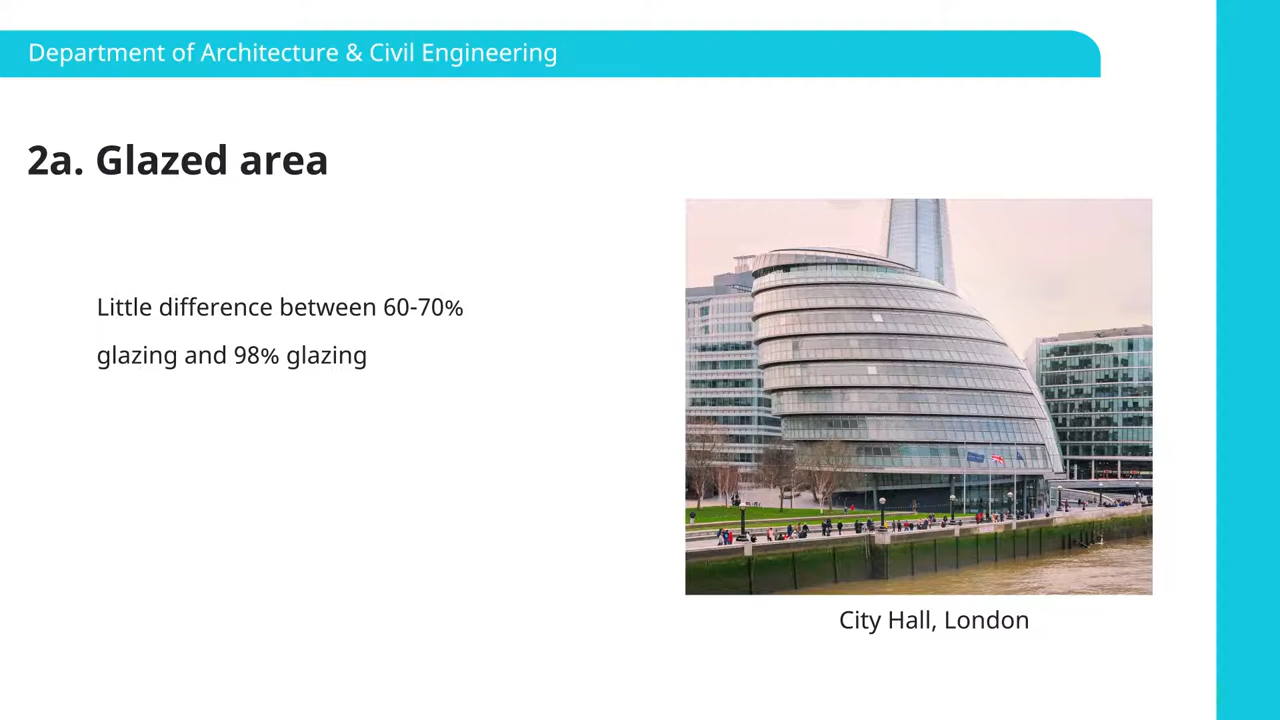 Department of Architecture & Civil Engineering
2a. Glazed area
Little difference between 60-70%
glazing and 98% glazing
City Hall, London